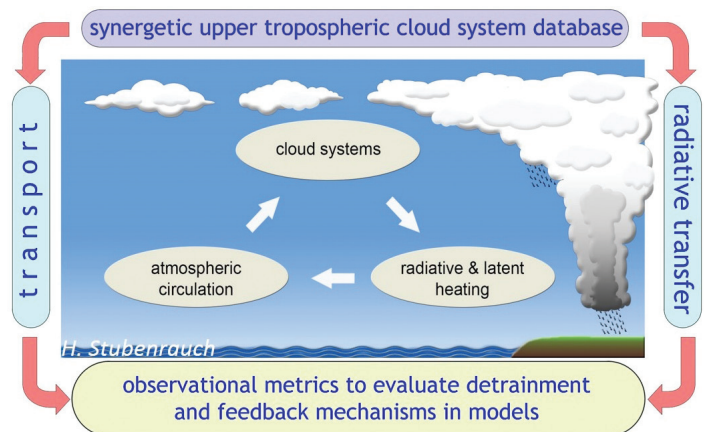 synergetic upper tropospheric cloud system database
transport
cloud systems
atmospheric
circulation
radiative & latent
heating
radiative transfer
H. Stubenrauch
observational metrics to evaluate detrainment
and feedback mechanisms in models